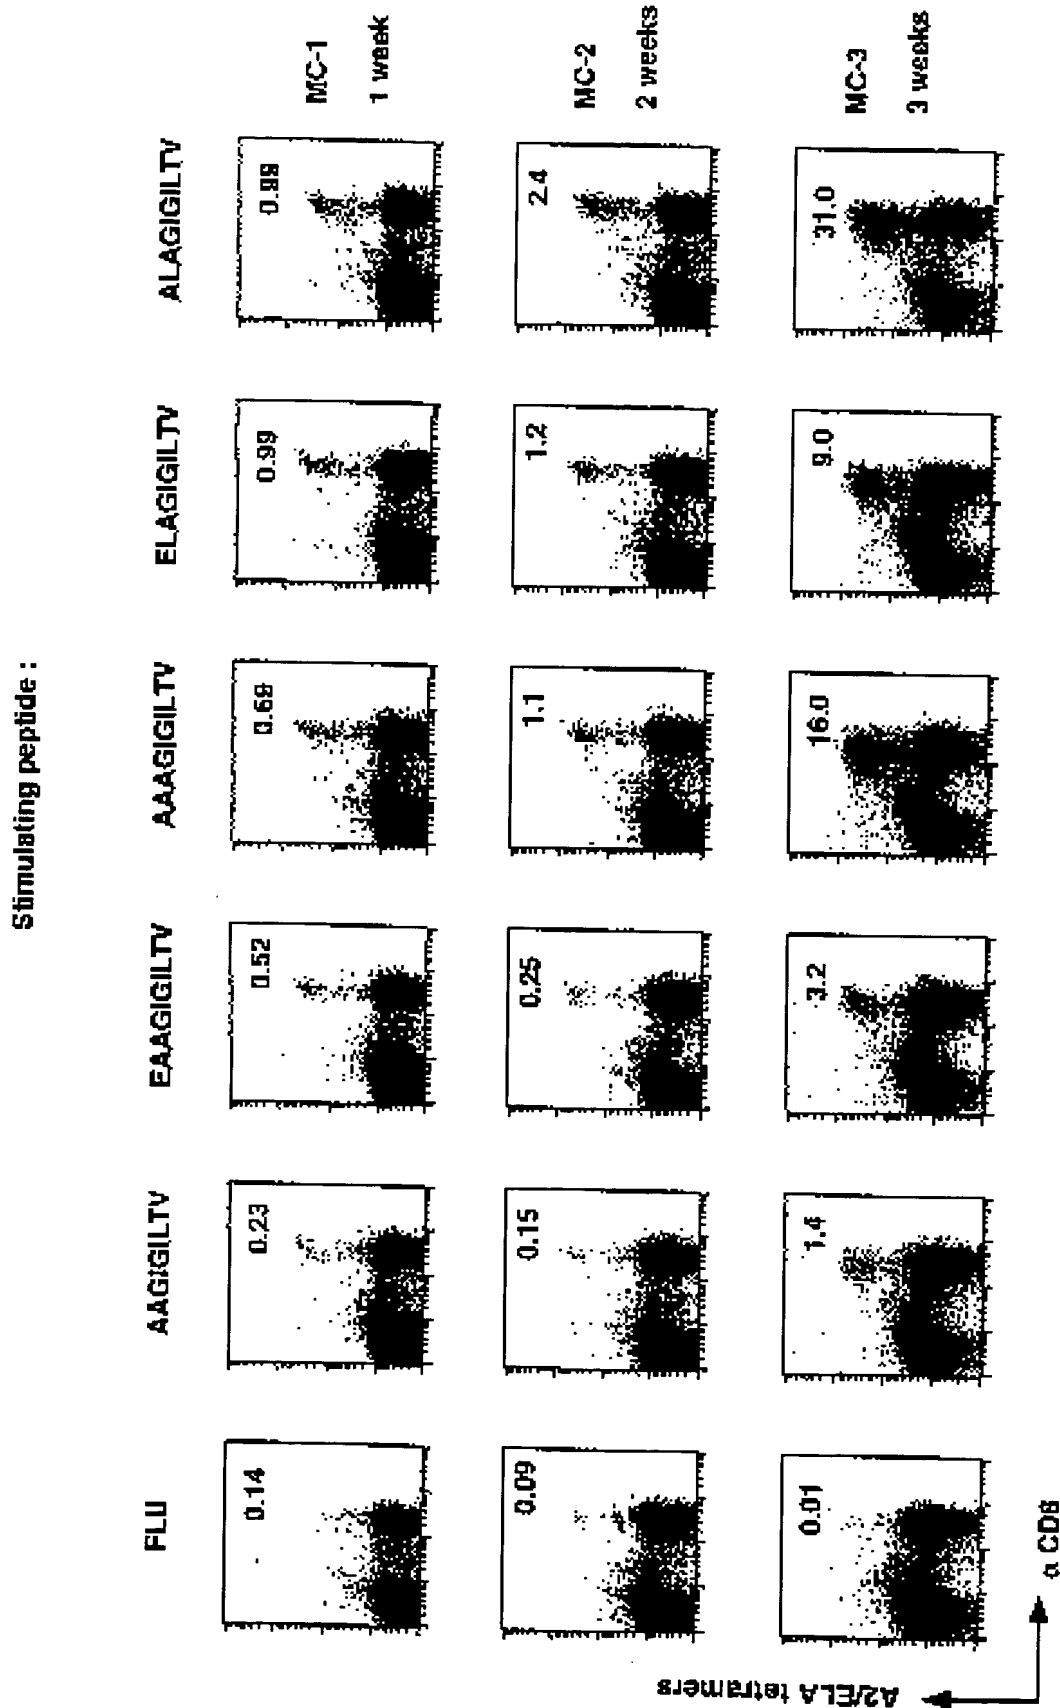 Stimulating peptide :
FLU
AAGIGILTV
EAAGIGILTV
AAAGIGILTV
ELAGIGILTV
ALAGIGILTV
0.14
0.23
0.52
0.68
0.99
0.99
MC-1
1 week
0.09
0.15
0.25
1.1
1.2
2.4
MC-2
2 weeks
0.01
1.4
3.2
16.0
9.0
31.0
MC-3
3 weeks
A2/ELA tetramers
α CD8